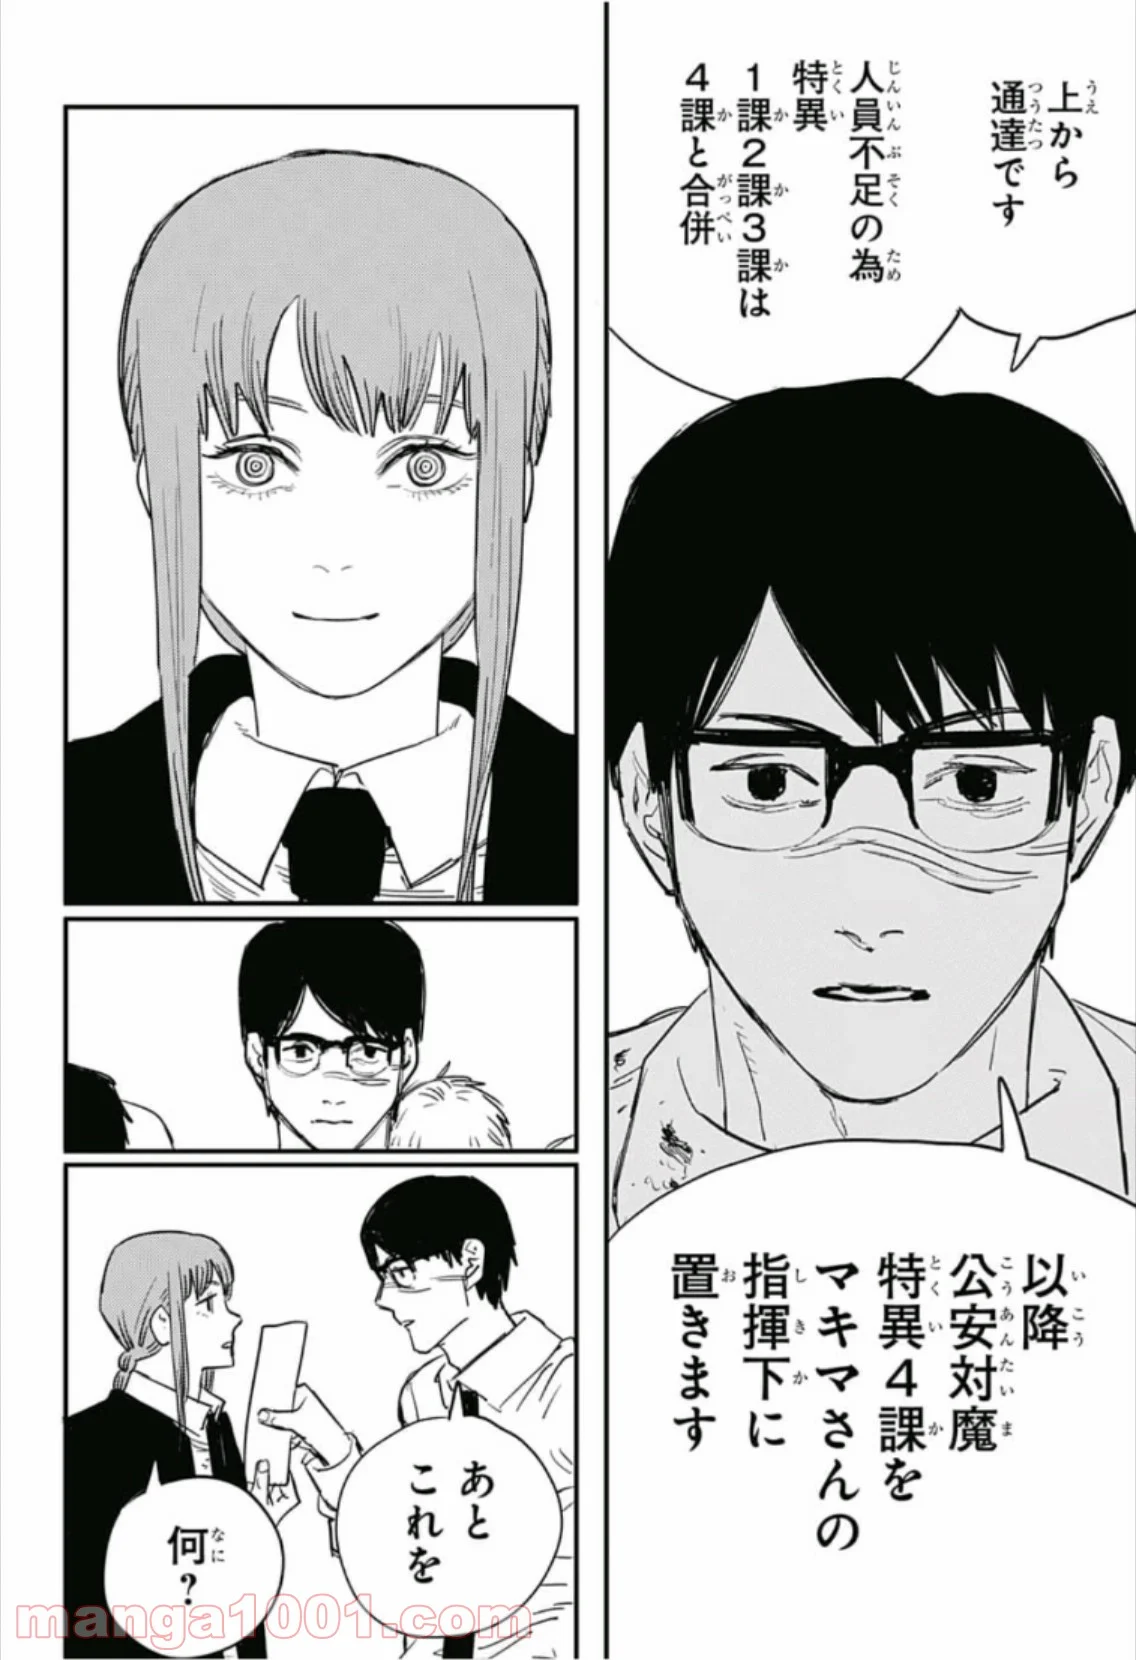 上から
通達です
人員不足の為
特異
1課2課3課は
4課と合併
以降
公安対魔
特異4課を
マキマさんの
指揮下に
置きます
あと
これを
何?
manga1001.com